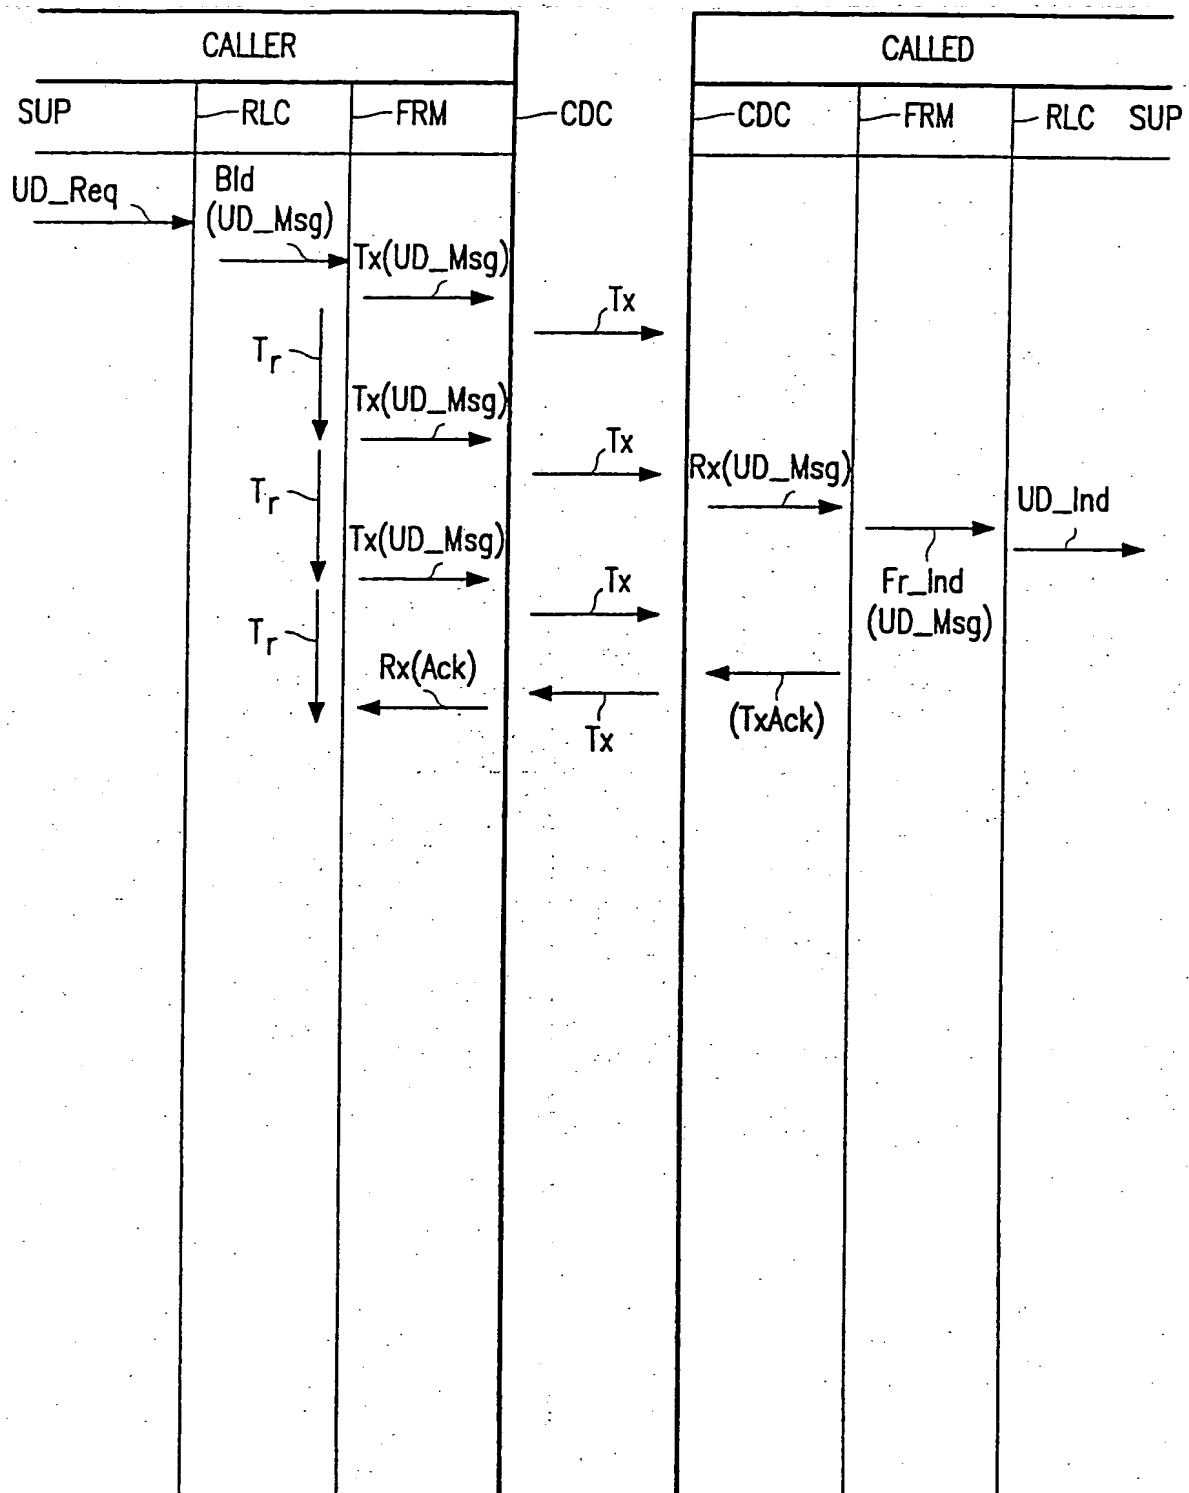 CALLER
CALLED
SUP RLC FRM CDC CDC FRM RLC SUP
UD_Req
Bld
(UD_Msg)
Tx(UD_Msg)
Tx
Tr
Tx(UD_Msg)
Tx
Rx(UD_Msg)
Tr
UD_Ind
Tx(UD_Msg)
Tx
Fr_Ind
(UD_Msg)
Tr
Rx(Ack)
(TxAck)
Tx